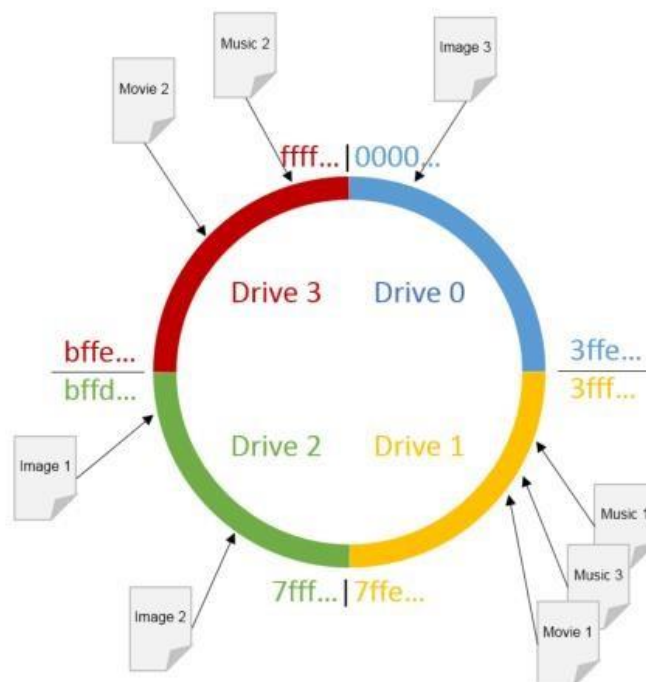 Music 2
Image 3
Movie 2
ffff...|0000...
Drive 3
Drive 0
bffe...
3ffe...
bffd...
3fff...
Drive 2
Drive 1
Image 1
Music 1
Music 3
7fff...|7ffe...
Image 2
Movie 1